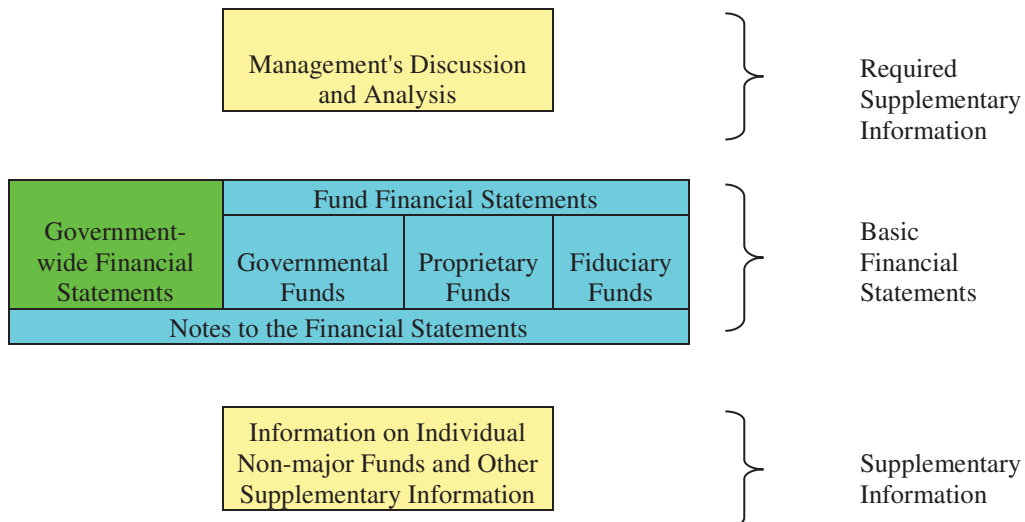 Management's Discussion
and Analysis
Required
Supplementary
Information
Government-
wide Financial
Statements
Fund Financial Statements
Governmental
Funds
Proprietary
Funds
Fiduciary
Funds
Notes to the Financial Statements
Basic
Financial
Statements
Information on Individual
Non-major Funds and Other
Supplementary Information
Supplementary
Information